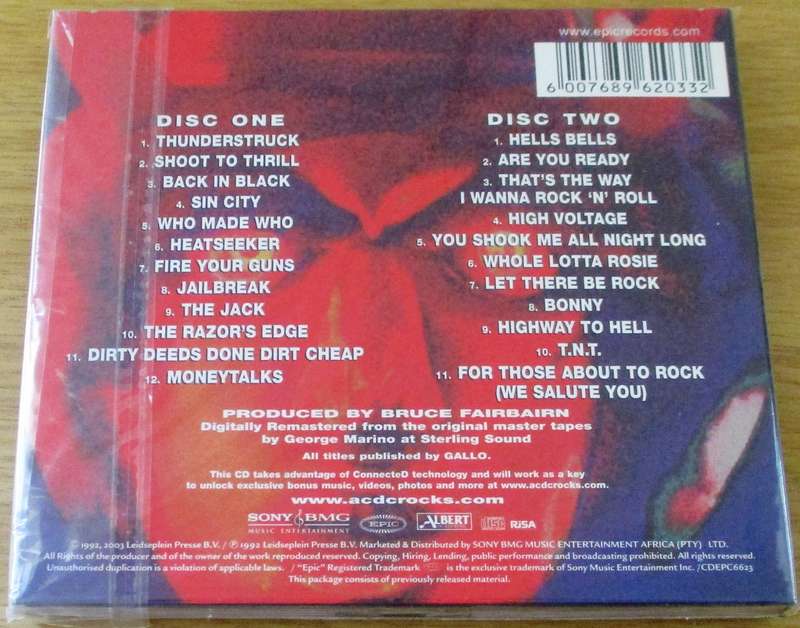 www.epicrecords.com
6 007689 620332
DISC ONE
1. THUNDERSTRUCK
2. SHOOT TO THRILL
3. BACK IN BLACK
4. SIN CITY
5. WHO MADE WHO
6. HEATSEEKER
7. FIRE YOUR GUNS
8. JAILBREAK
9. THE JACK
10. THE RAZOR'S EDGE
11. DIRTY DEEDS DONE DIRT CHEAP
12. MONEYTALKS
DISC TWO
1. HELLS BELLS
2. ARE YOU READY
3. THAT'S THE WAY
I WANNA ROCK 'N' ROLL
4. HIGH VOLTAGE
5. YOU SHOOK ME ALL NIGHT LONG
6. WHOLE LOTTA ROSIE
7. LET THERE BE ROCK
8. BONNY
9. HIGHWAY TO HELL
10. T.N.T.
11. FOR THOSE ABOUT TO ROCK
(WE SALUTE YOU)
PRODUCED BY BRUCE FAIRBAIRN
Digitally Remastered from the original master tapes
by George Marino at Sterling Sound
All titles published by GALLO.
This CD takes advantage of ConnecteD technology and will work as a key
to unlock exclusive bonus music, videos, photos and more at www.acdcrocks.com.
www.acdcrocks.com
SONY BMG
MUSIC ENTERTAINMENT
EPIC
ALBERT
disc
RiSA
© 1992, 2003 Leidseplein Presse B.V. / ℗ 1992 Leidseplein Presse B.V. Marketed & Distributed by SONY BMG MUSIC ENTERTAINMENT AFRICA (PTY) LTD.
All Rights of the producer and of the owner of the work reproduced reserved. Copying, Hiring, Lending, public performance and broadcasting prohibited. All rights reserved.
Unauthorised duplication is a violation of applicable laws. / "Epic" Registered Trademark is the exclusive trademark of Sony Music Entertainment Inc. /CDEPC6623
This package consists of previously released material.